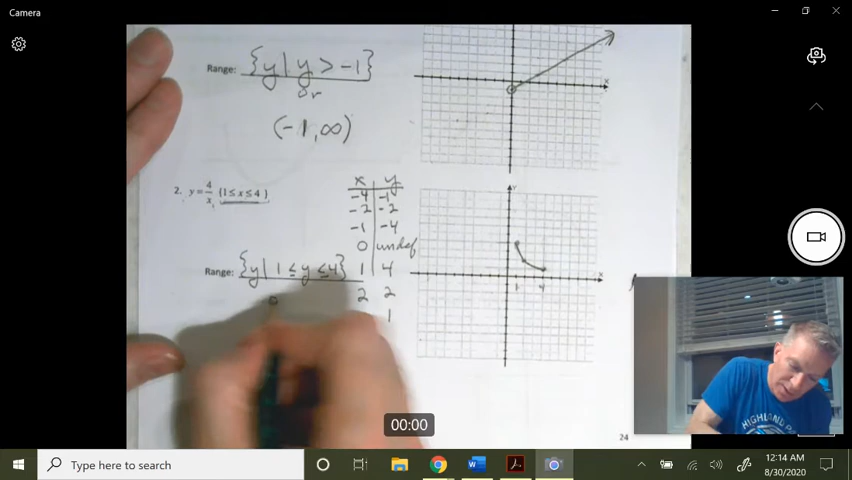 Camera
Range: {y | y > -1}
or
(-1, ∞)
x
x y
-4 -1
-2 -2
-1 -4
0 undef
1 4
2 2
1
2. y = 4/x, (1 ≤ x ≤ 4)
Range: {y | 1 ≤ y ≤ 4}
y
x
1 4
HIGHLAND
24
00:00
Type here to search
12:14 AM
8/30/2020